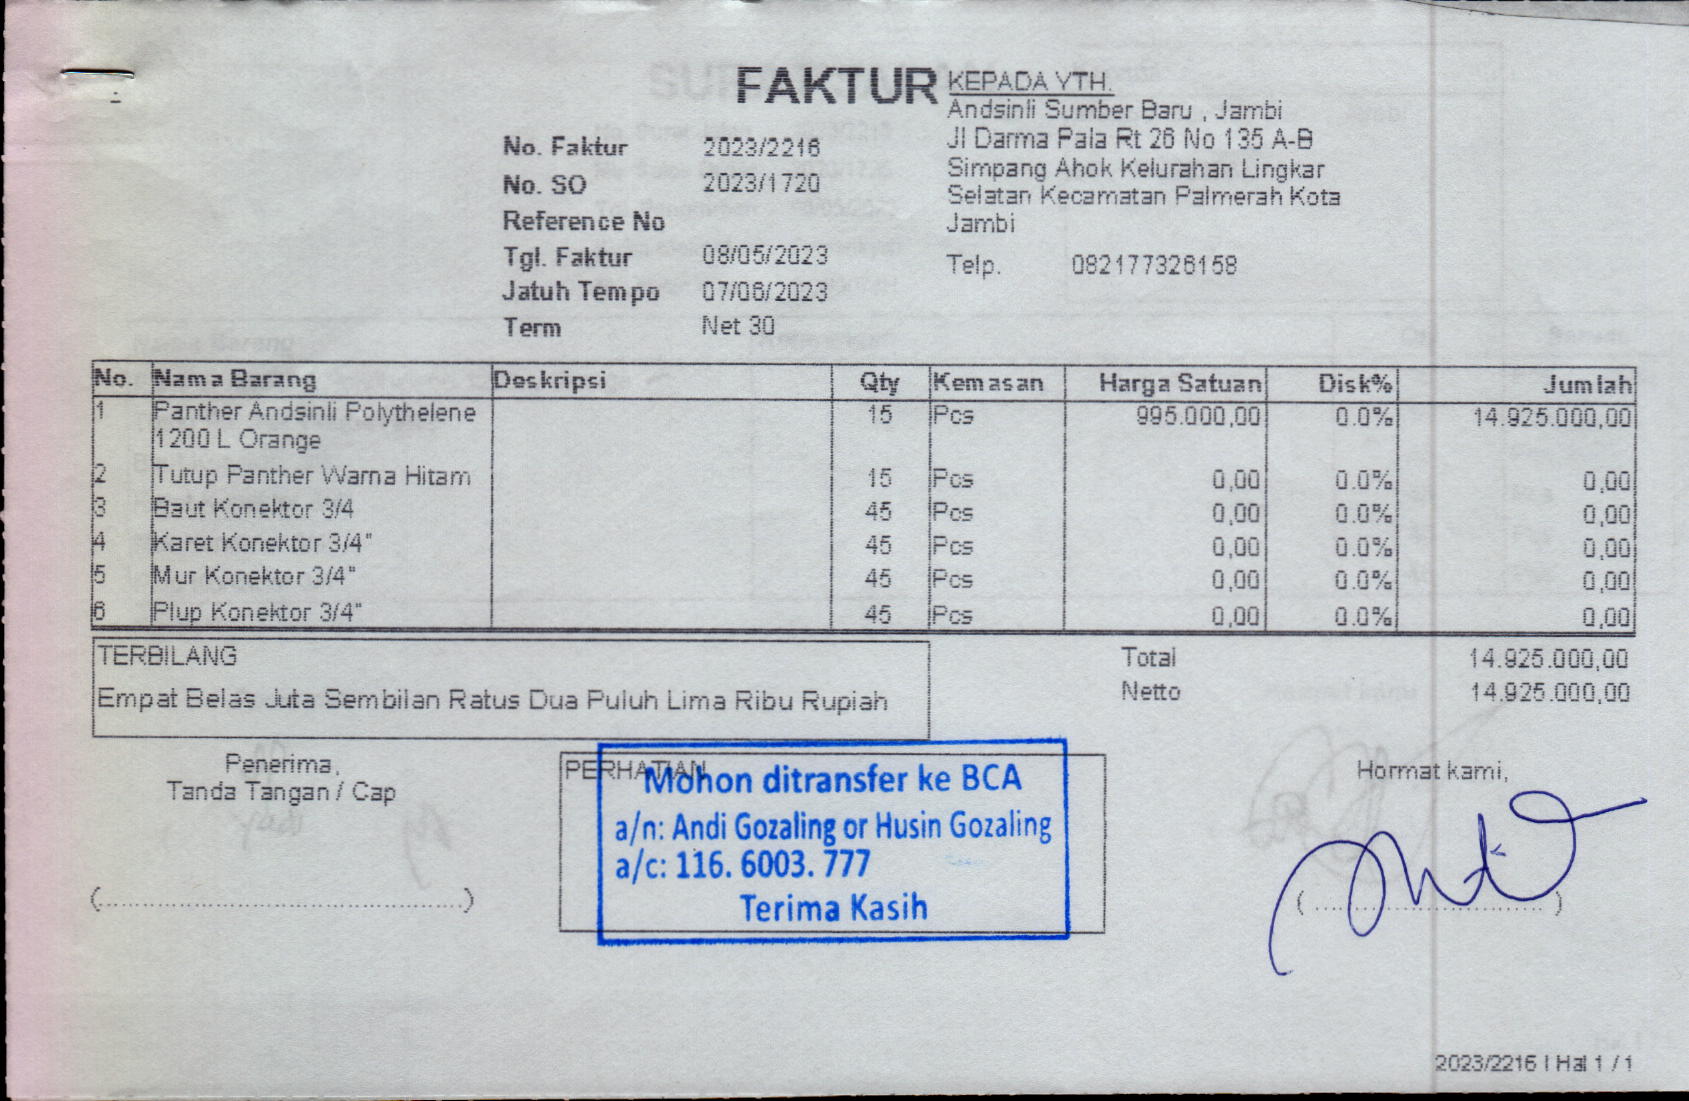 FAKTUR
KEPADA YTH.
Andsinli Sumber Baru , Jambi
Jl Darma Pala Rt 26 No 135 A-B
Simpang Ahok Kelurahan Lingkar
Selatan Kecamatan Palmerah Kota
Jambi
Telp. 082177326158
No. Faktur 2023/2216
No. SO 2023/1720
Reference No
Tgl. Faktur 08/05/2023
Jatuh Tempo 07/06/2023
Term Net 30
No. Nama Barang Deskripsi Qty Kemasan Harga Satuan Disk% Jumlah
1 Panther Andsinli Polythelene 15 Pcs 995.000,00 0.0% 14.925.000,00
1200 L Orange
2 Tutup Panther Warna Hitam 15 Pcs 0,00 0.0% 0,00
3 Baut Konektor 3/4 45 Pcs 0,00 0.0% 0,00
4 Karet Konektor 3/4" 45 Pcs 0,00 0.0% 0,00
5 Mur Konektor 3/4" 45 Pcs 0,00 0.0% 0,00
6 Plup Konektor 3/4" 45 Pcs 0,00 0.0% 0,00
TERBILANG
Empat Belas Juta Sembilan Ratus Dua Puluh Lima Ribu Rupiah
Total 14.925.000,00
Netto 14.925.000,00
Penerima,
Tanda Tangan / Cap
(..........................................)
PERHATIAN
Mohon ditransfer ke BCA
a/n: Andi Gozaling or Husin Gozaling
a/c: 116. 6003. 777
Terima Kasih
Hormat kami,
(..........................)
2023/2216 | Hal 1 / 1